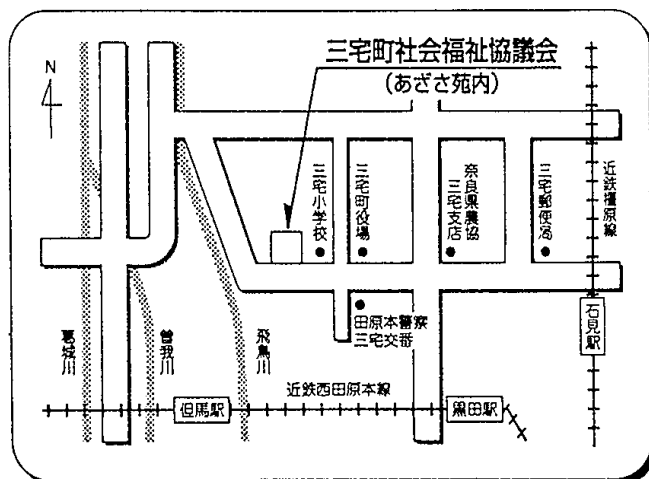 三宅町社会福祉協議会
(あざさ苑内)
N
三宅小学校
三宅町役場
奈良県農協
三宅支店
三宅郵便局
近鉄橿原線
田原本警察
三宅交番
石見駅
葛城川
曽我川
飛鳥川
近鉄西田原本線
但馬駅
黒田駅